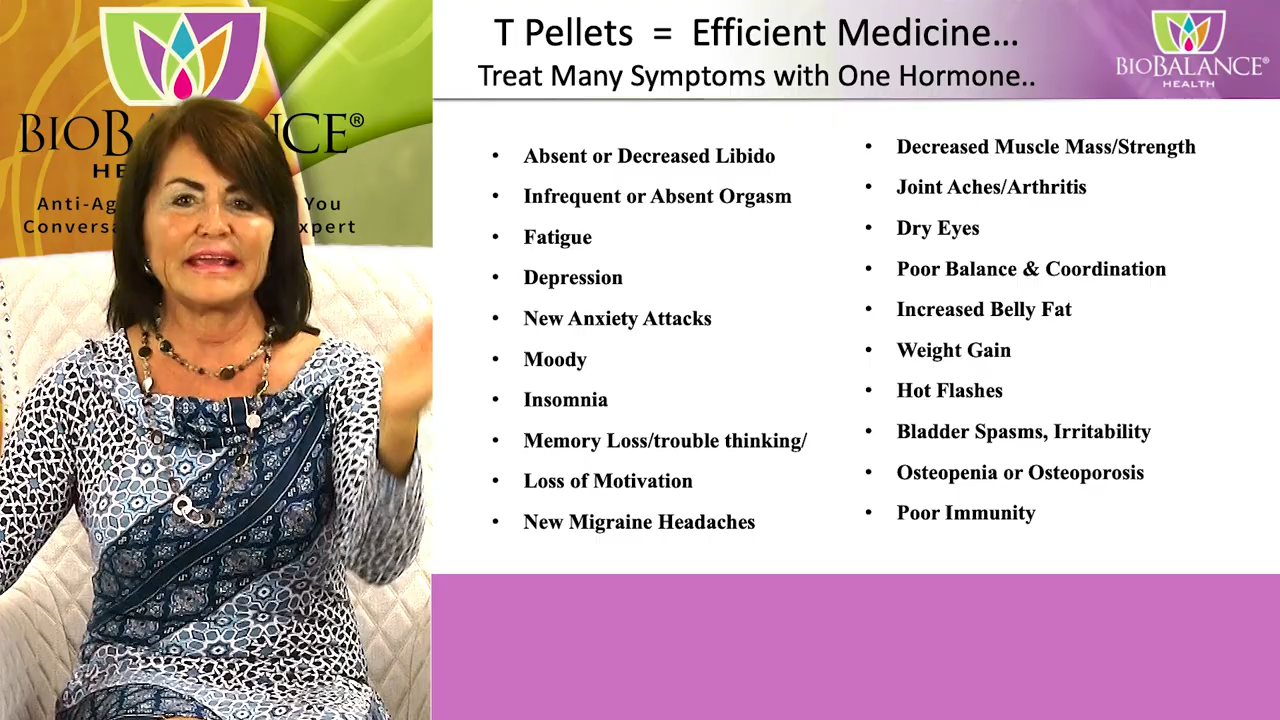 BIOB ANCE®
HE
Anti-Ag You
Convers xpert
T Pellets = Efficient Medicine...
Treat Many Symptoms with One Hormone..
BIOBALANCE®
HEALTH
• Absent or Decreased Libido
• Infrequent or Absent Orgasm
• Fatigue
• Depression
• New Anxiety Attacks
• Moody
• Insomnia
• Memory Loss/trouble thinking/
• Loss of Motivation
• New Migraine Headaches
• Decreased Muscle Mass/Strength
• Joint Aches/Arthritis
• Dry Eyes
• Poor Balance & Coordination
• Increased Belly Fat
• Weight Gain
• Hot Flashes
• Bladder Spasms, Irritability
• Osteopenia or Osteoporosis
• Poor Immunity